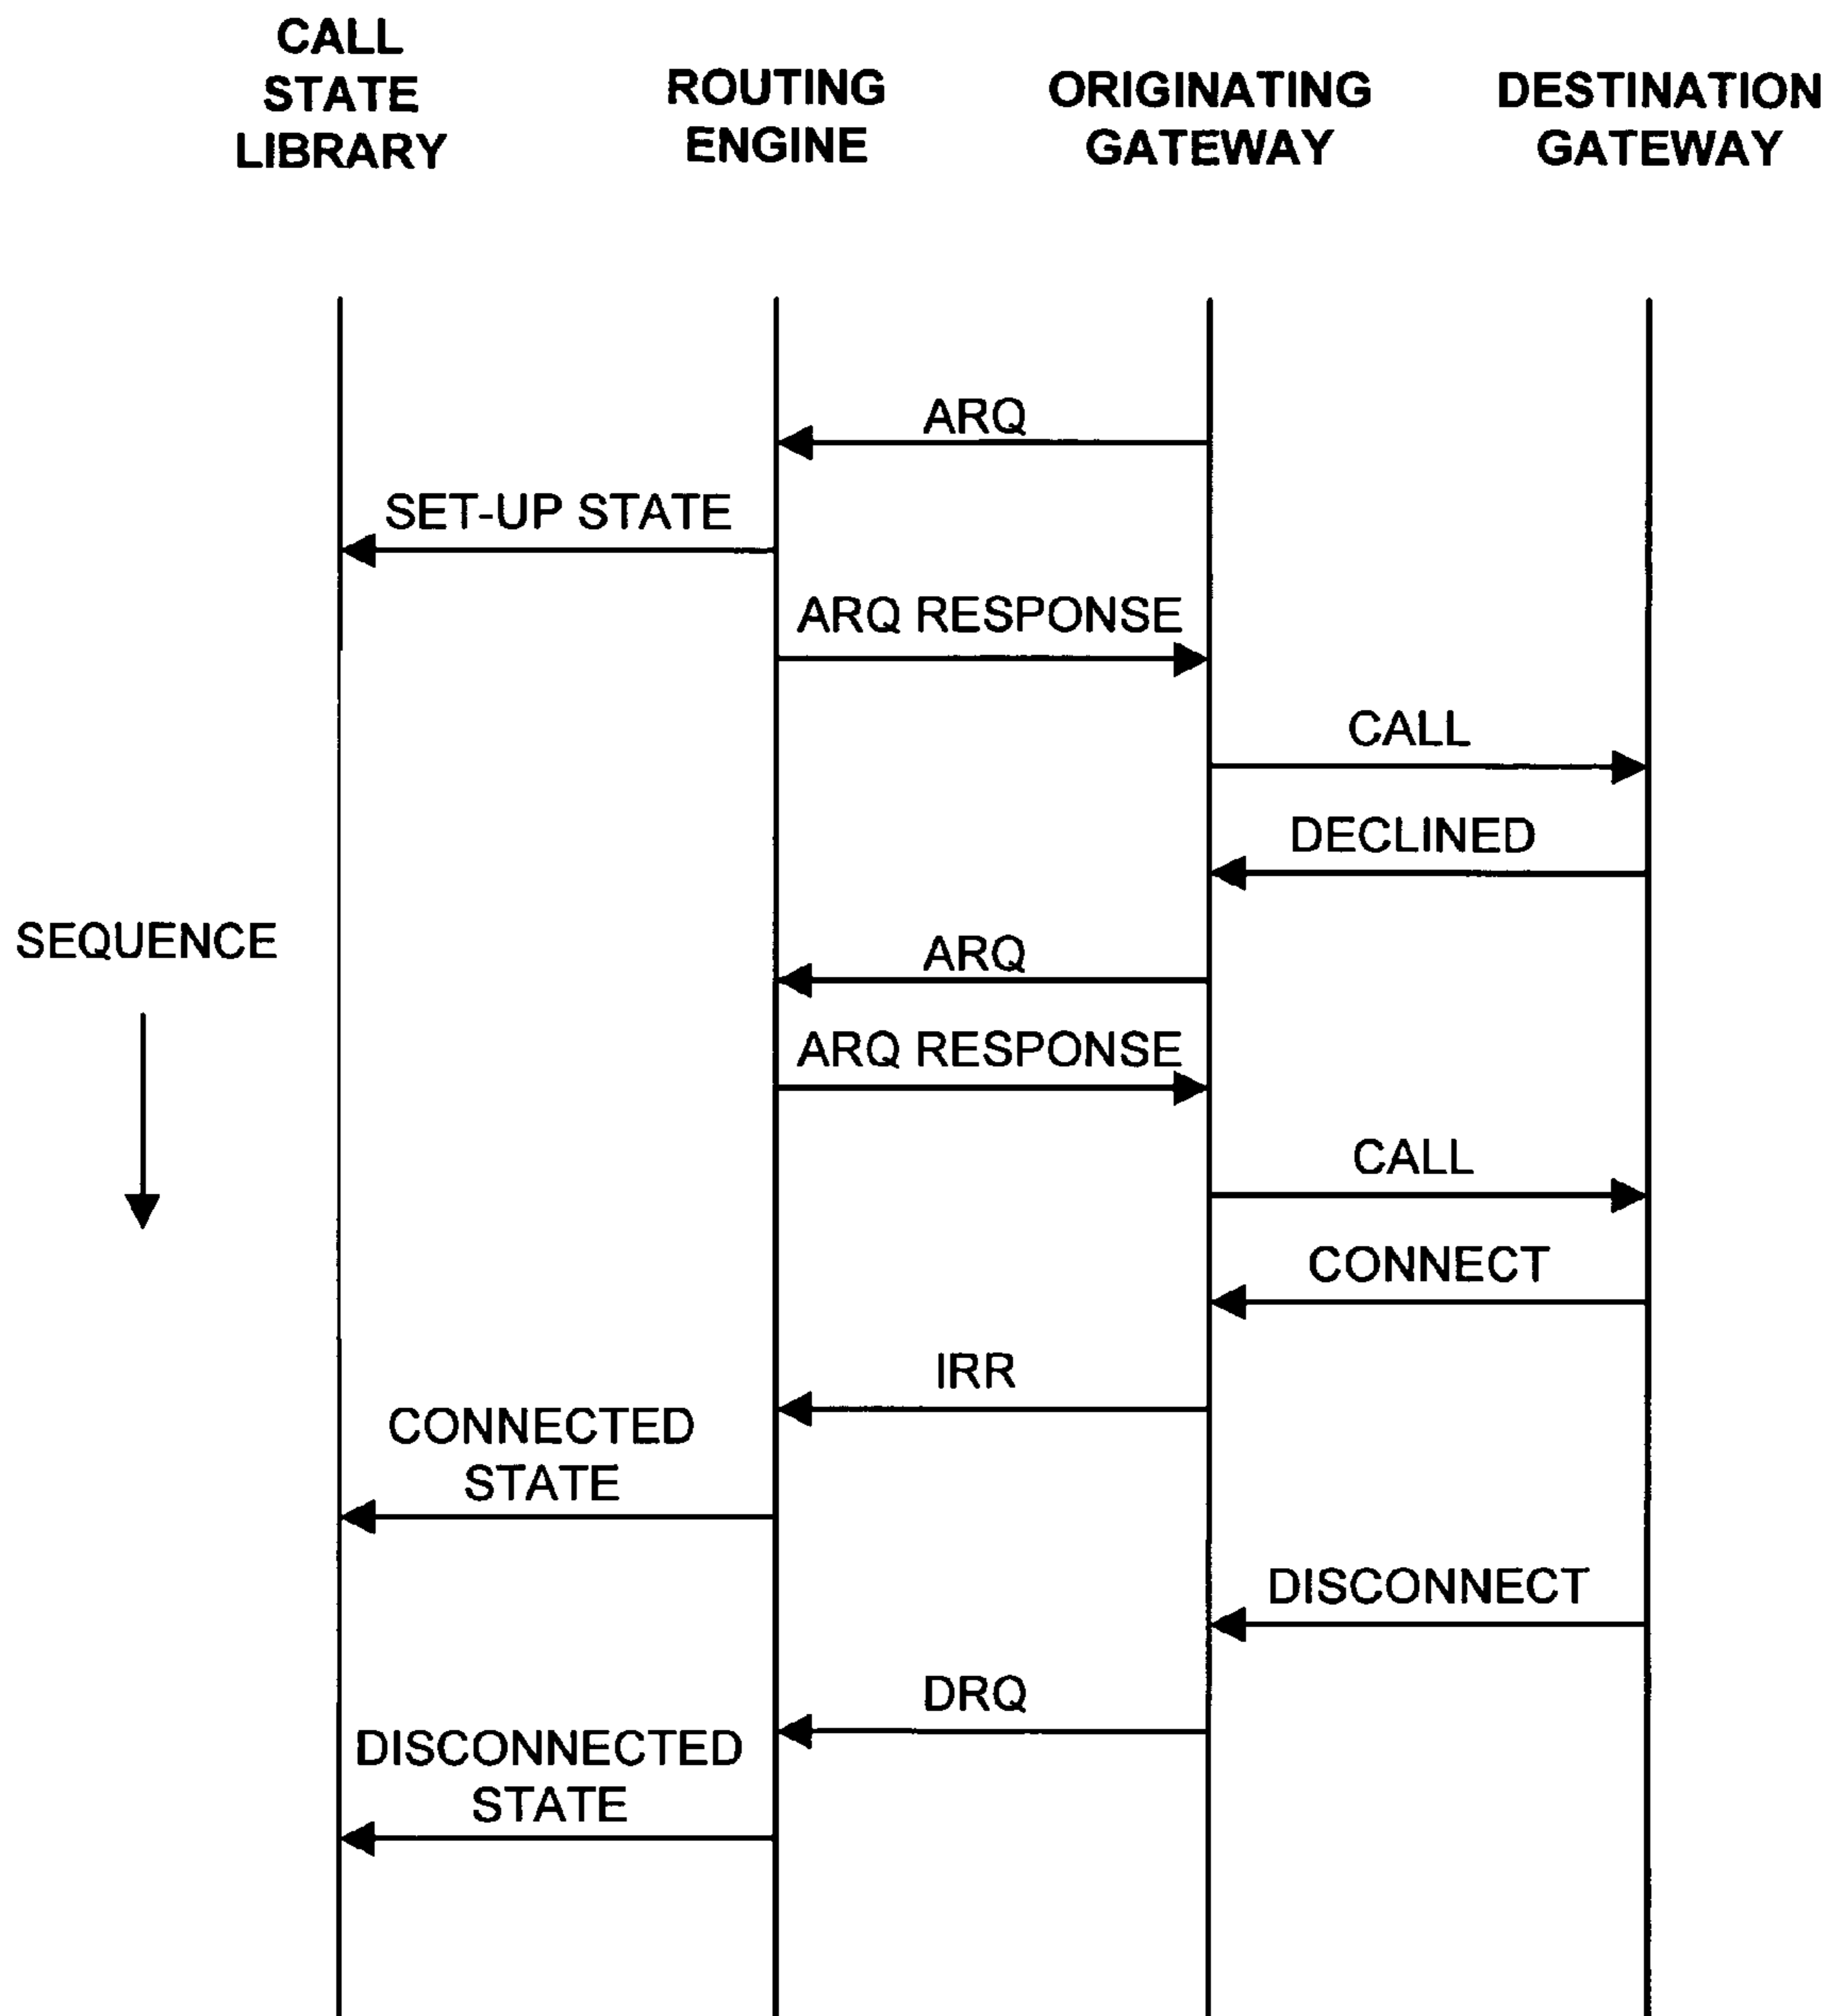 CALL
STATE
LIBRARY
ROUTING
ENGINE
ORIGINATING
GATEWAY
DESTINATION
GATEWAY
ARQ
SET-UP STATE
ARQ RESPONSE
CALL
DECLINED
SEQUENCE
ARQ
ARQ RESPONSE
CALL
CONNECT
IRR
CONNECTED
STATE
DISCONNECT
DRQ
DISCONNECTED
STATE